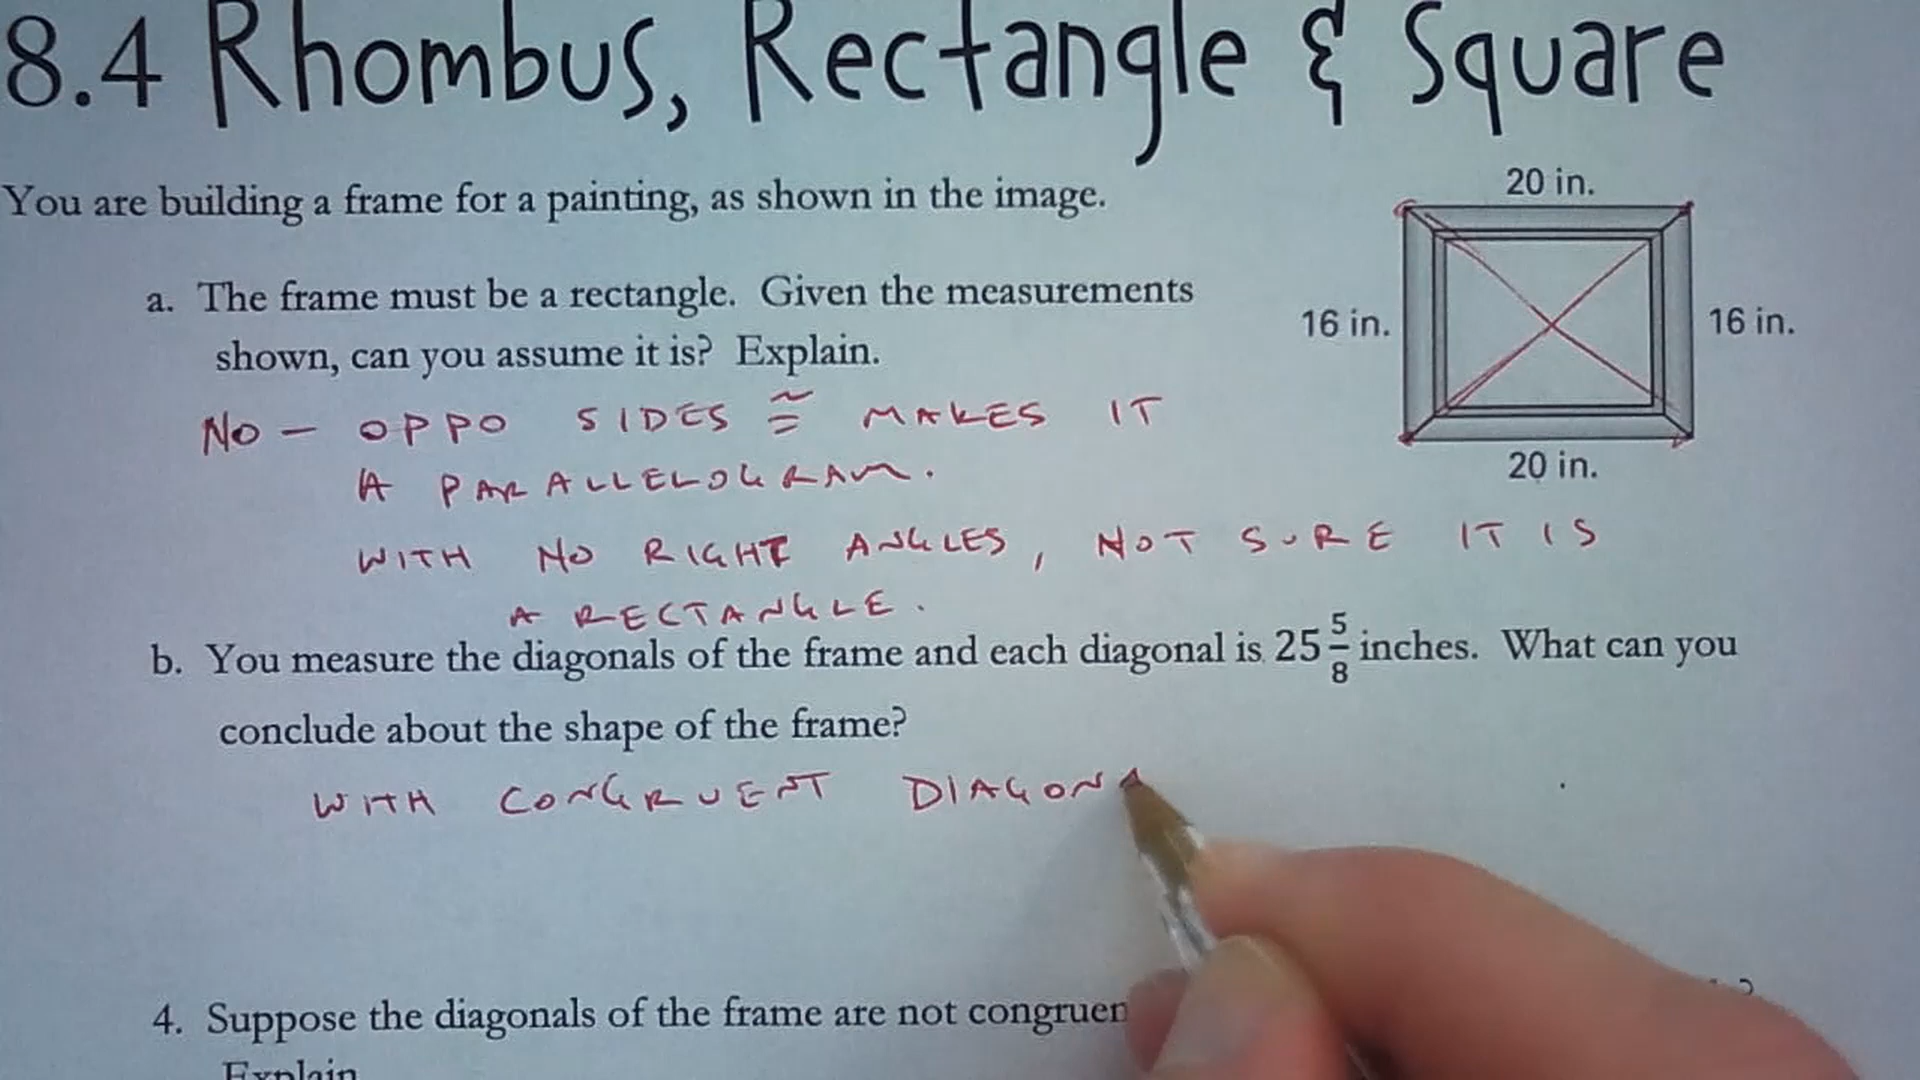 8.4 Rhombus, Rectangle & Square
You are building a frame for a painting, as shown in the image.
20 in.
16 in.
16 in.
20 in.
a. The frame must be a rectangle. Given the measurements
shown, can you assume it is? Explain.
NO - OPPO SIDES ≅ MAKES IT
A PARALLELOGRAM.
WITH NO RIGHT ANGLES, NOT SURE IT IS
A RECTANGLE.
b. You measure the diagonals of the frame and each diagonal is 25 5/8 inches. What can you
conclude about the shape of the frame?
WITH CONGRUENT DIAGONA
4. Suppose the diagonals of the frame are not congruen
Explain